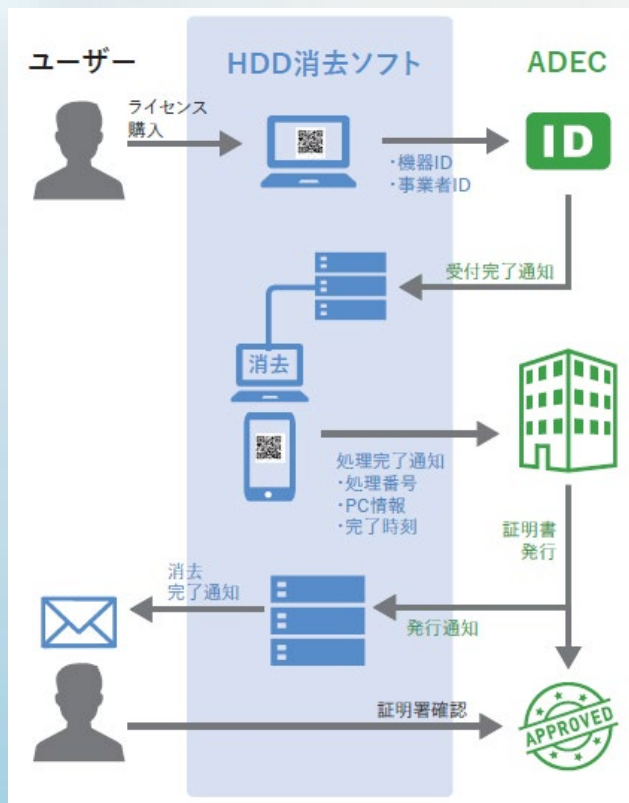 ユーザー
HDD消去ソフト
ADEC
ライセンス
購入
ID
・機器ID
・事業者ID
受付完了通知
消去
処理完了通知
・処理番号
・PC情報
・完了時刻
証明書
発行
消去
完了通知
発行通知
証明署確認
APPROVED